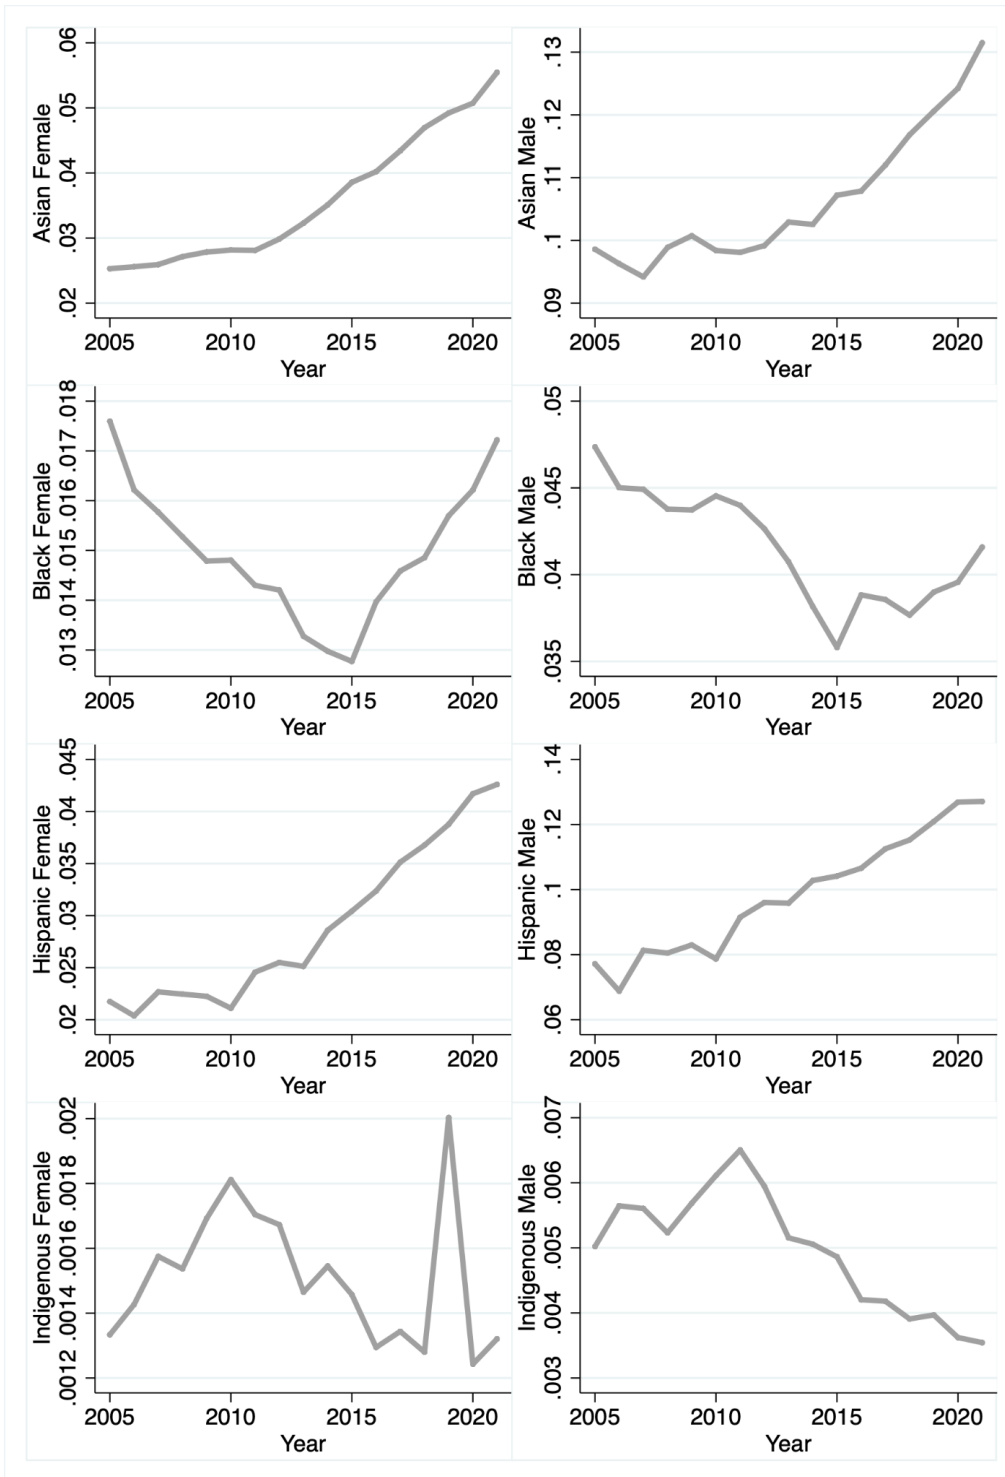 Asian Female
.06
.05
.04
.03
.02
2005 2010 2015 2020
Year
Asian Male
.13
.12
.11
.1
.09
2005 2010 2015 2020
Year
Black Female
.018
.017
.016
.015
.014
.013
2005 2010 2015 2020
Year
Black Male
.05
.045
.04
.035
2005 2010 2015 2020
Year
Hispanic Female
.045
.04
.035
.03
.025
.02
2005 2010 2015 2020
Year
Hispanic Male
.14
.12
.1
.08
.06
2005 2010 2015 2020
Year
Indigenous Female
.002
.0018
.0016
.0014
.0012
2005 2010 2015 2020
Year
Indigenous Male
.007
.006
.005
.004
.003
2005 2010 2015 2020
Year